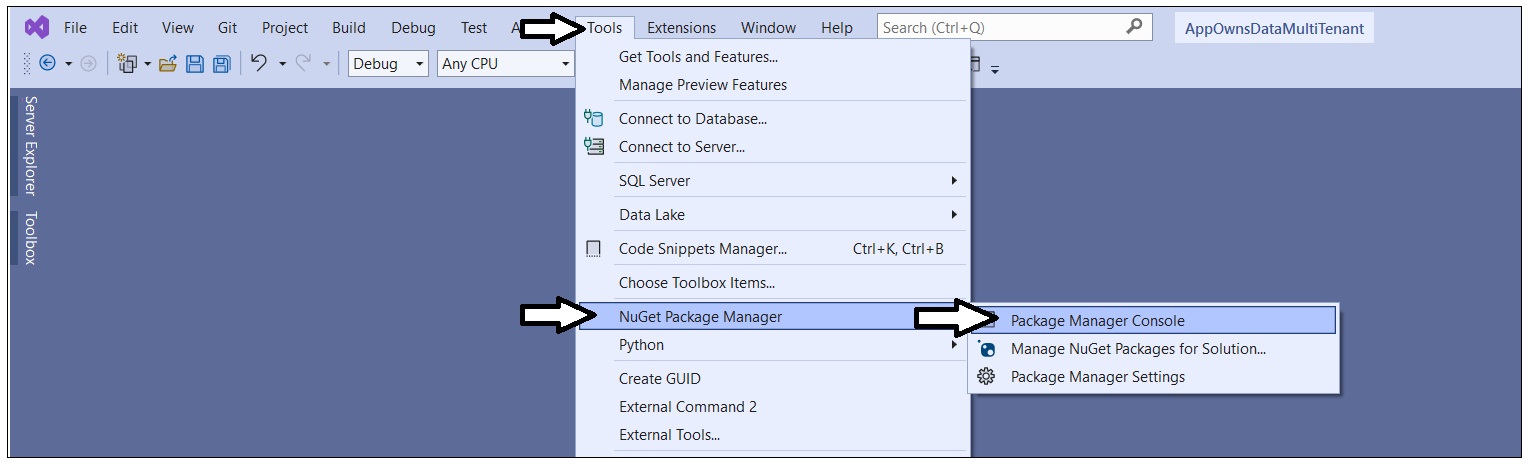 File Edit View Git Project Build Debug Test Tools Extensions Window Help Search (Ctrl+Q) AppOwnsDataMultiTenant
Debug Any CPU
Server Explorer
Toolbox
Get Tools and Features...
Manage Preview Features
Connect to Database...
Connect to Server...
SQL Server
Data Lake
Code Snippets Manager... Ctrl+K, Ctrl+B
Choose Toolbox Items...
NuGet Package Manager
Python
Create GUID
External Command 2
External Tools...
Package Manager Console
Manage NuGet Packages for Solution...
Package Manager Settings